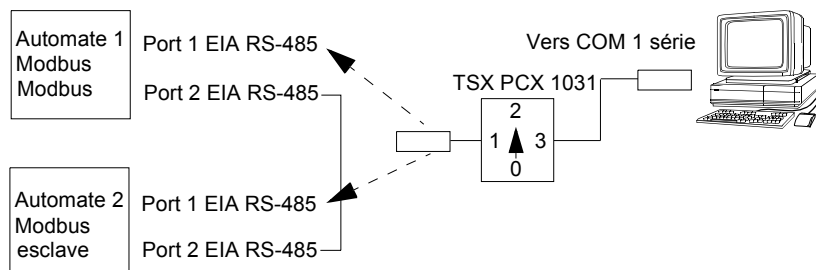 Automate 1
Modbus
Modbus
Port 1 EIA RS-485
Port 2 EIA RS-485
Vers COM 1 série
TSX PCX 1031
2
1
3
0
Automate 2
Modbus
esclave
Port 1 EIA RS-485
Port 2 EIA RS-485